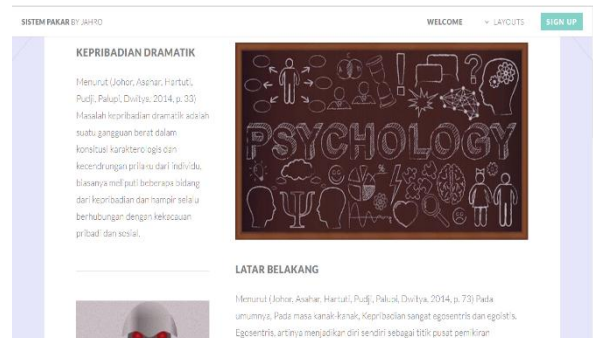 SISTEM PAKAR BY JAHRO
WELCOME
LAYOUTS
SIGN UP
KEPRIBADIAN DRAMATIK
Menurut (Johor, Asahar, Hartuti,
Pudji, Palupi, Dwitya, 2014, p. 33)
Masalah kepribadian dramatik adalah
suatu gangguan berat dalam
konsitusi karakterologis dan
kecendrungan prilaku dari individu,
biasanya meliputi beberapa bidang
dari kepribadian dan hampir selalu
berhubungan dengan kekacauan
pribadi dan sosial.
PSYCHOLOGY
LATAR BELAKANG
Menurut (Johor, Asahar, Hartuti, Pudji, Palupi, Dwitya, 2014, p. 73) Pada
umumnya, Pada masa kanak-kanak, Kepribadian sangat egosentris dan egoistis.
Egosentris, artinya menjadikan diri sendiri sebagai titik pusat pemikiran